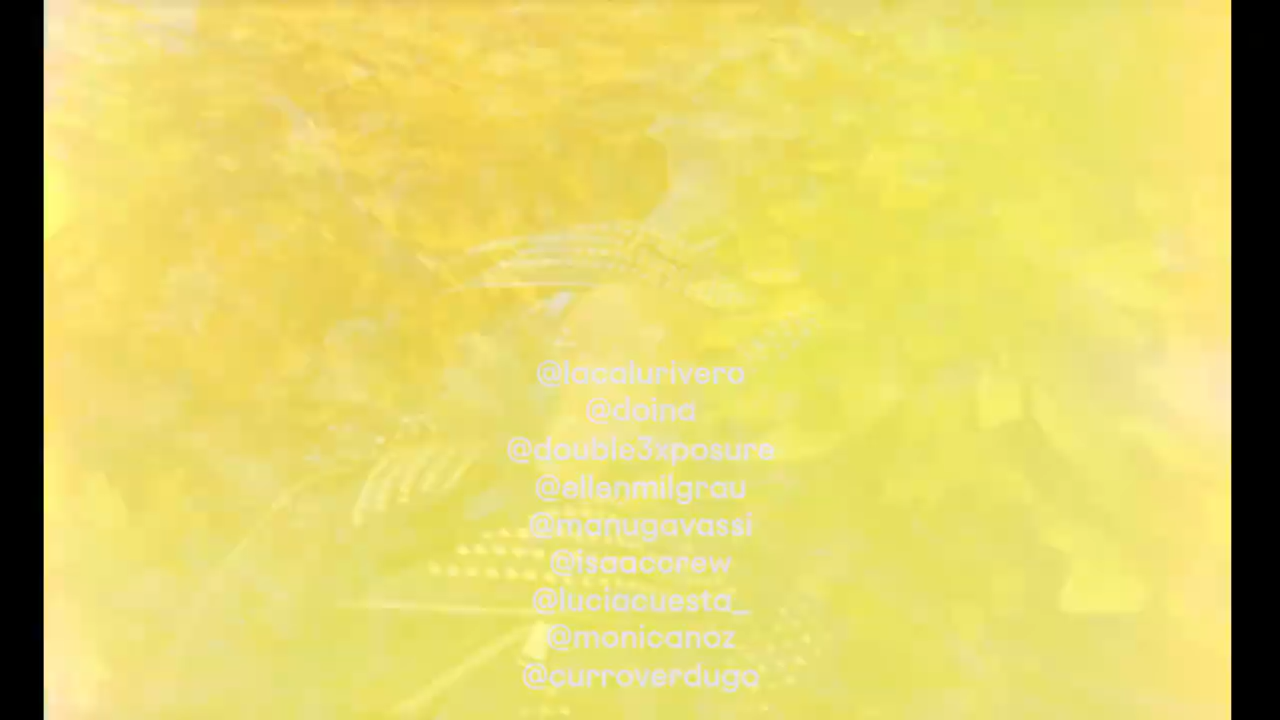 @lacalurivero
@doina
@double3xposure
@ellenmilgrau
@manugavassi
@isaacorew
@luciacuesta_
@monicanoz
@curroverdugo